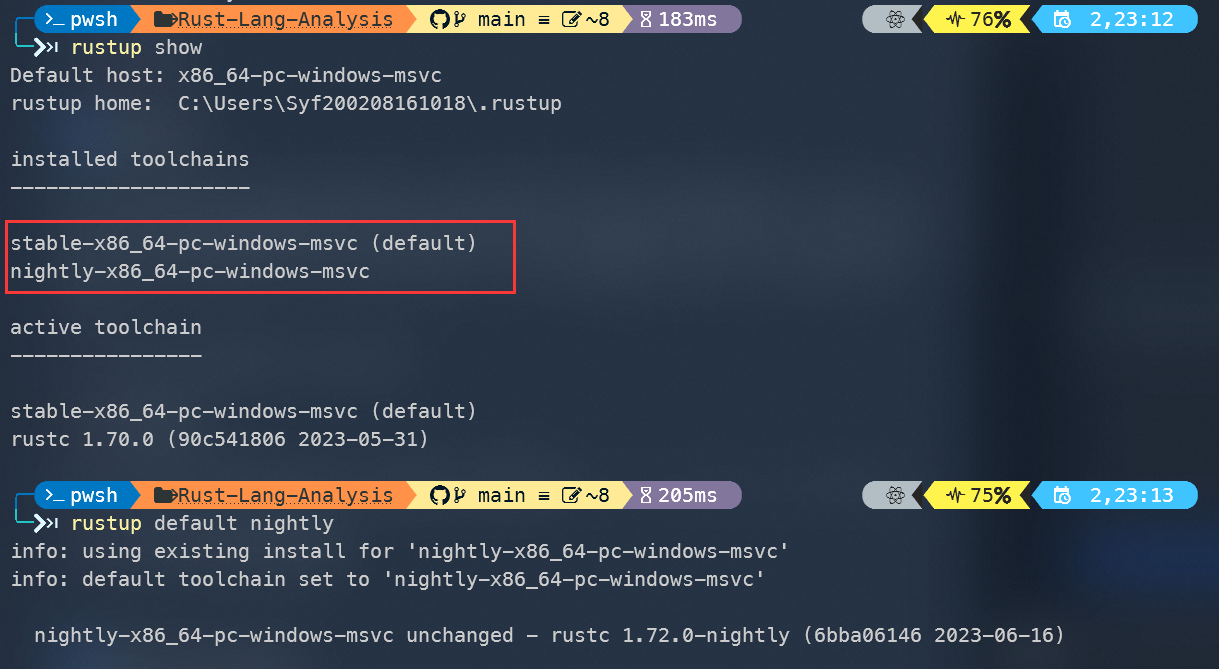 >_ pwsh Rust-Lang-Analysis main ≡ ~8 183ms 76% 2,23:12
rustup show
Default host: x86_64-pc-windows-msvc
rustup home:  C:\Users\Syf200208161018\.rustup
installed toolchains
--------------------
stable-x86_64-pc-windows-msvc (default)
nightly-x86_64-pc-windows-msvc
active toolchain
----------------
stable-x86_64-pc-windows-msvc (default)
rustc 1.70.0 (90c541806 2023-05-31)
>_ pwsh Rust-Lang-Analysis main ≡ ~8 205ms 75% 2,23:13
rustup default nightly
info: using existing install for 'nightly-x86_64-pc-windows-msvc'
info: default toolchain set to 'nightly-x86_64-pc-windows-msvc'
nightly-x86_64-pc-windows-msvc unchanged - rustc 1.72.0-nightly (6bba06146 2023-06-16)